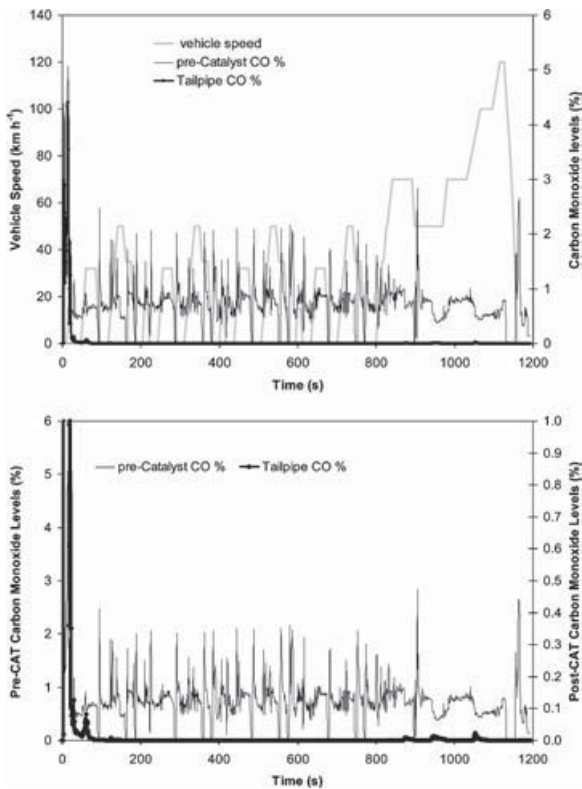 140
120
100
80
60
40
20
0
Vehicle Speed (km h⁻¹)
vehicle speed
pre-Catalyst CO %
Tailpipe CO %
6
5
4
3
2
1
0
Carbon Monoxide levels (%)
0 200 400 600 800 1000 1200
Time (s)
6
5
4
3
2
1
0
Pre-CAT Carbon Monoxide Levels (%)
pre-Catalyst CO % Tailpipe CO %
1.0
0.9
0.8
0.7
0.6
0.5
0.4
0.3
0.2
0.1
0.0
Post-CAT Carbon Monoxide Levels (%)
0 200 400 600 800 1000 1200
Time (s)